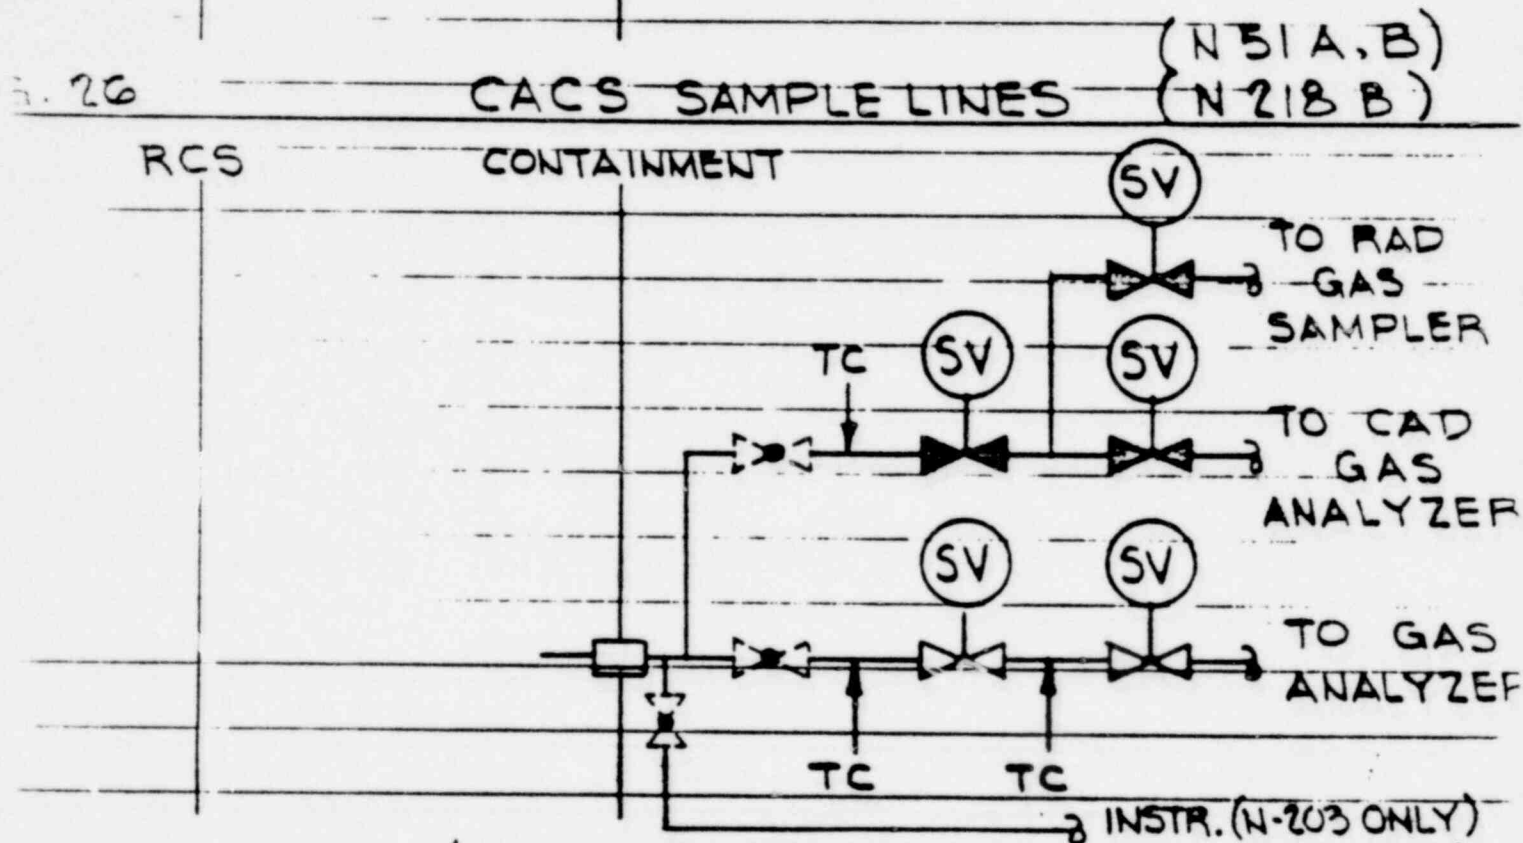 (N 51 A, B)
26 CACS SAMPLE LINES (N 218 B)
RCS CONTAINMENT
SV
TO RAD
GAS
SAMPLER
TC SV SV
TO CAD
GAS
ANALYZER
SV SV
TO GAS
ANALYZER
TC TC
INSTR. (N-203 ONLY)